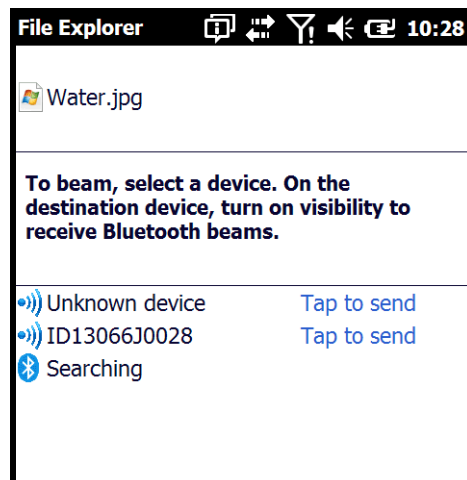 File Explorer 10:28
Water.jpg
To beam, select a device. On the
destination device, turn on visibility to
receive Bluetooth beams.
Unknown device Tap to send
ID13066J0028 Tap to send
Searching